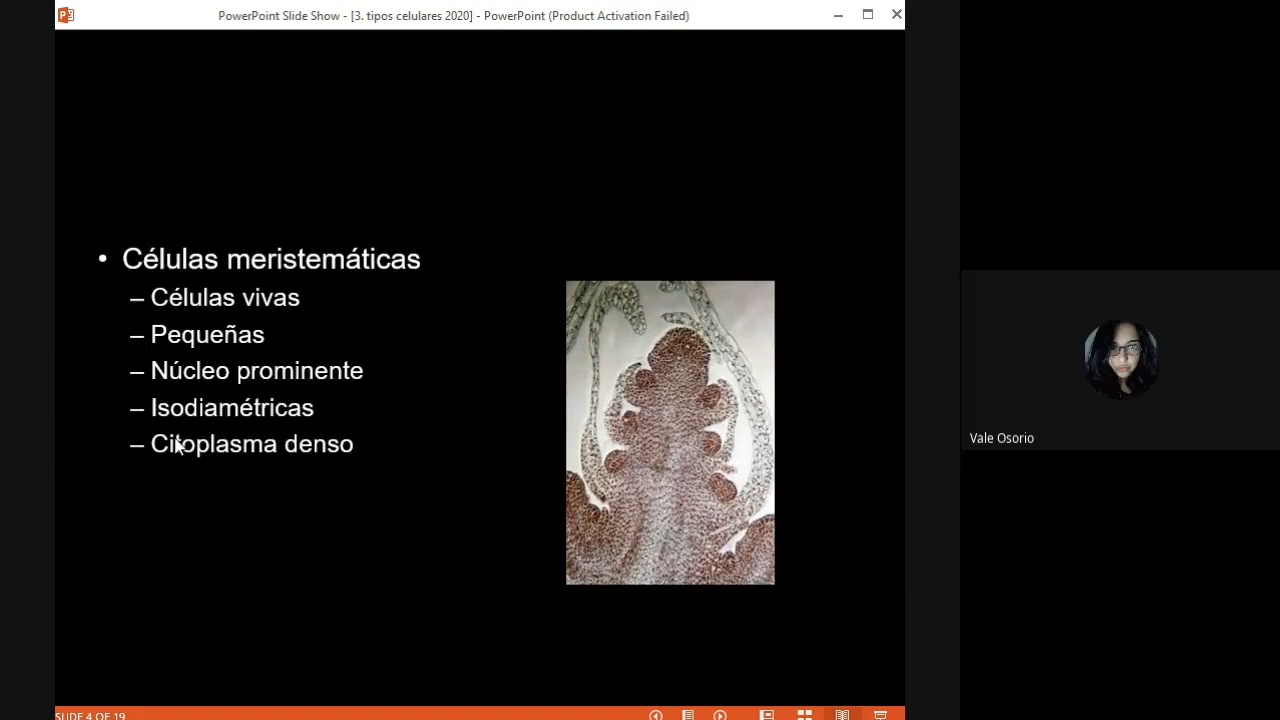 PowerPoint Slide Show - [3. tipos celulares 2020] - PowerPoint (Product Activation Failed)
• Células meristemáticas
– Células vivas
– Pequeñas
– Núcleo prominente
– Isodiamétricas
– Citoplasma denso
Vale Osorio
SLIDE 4 OF 19